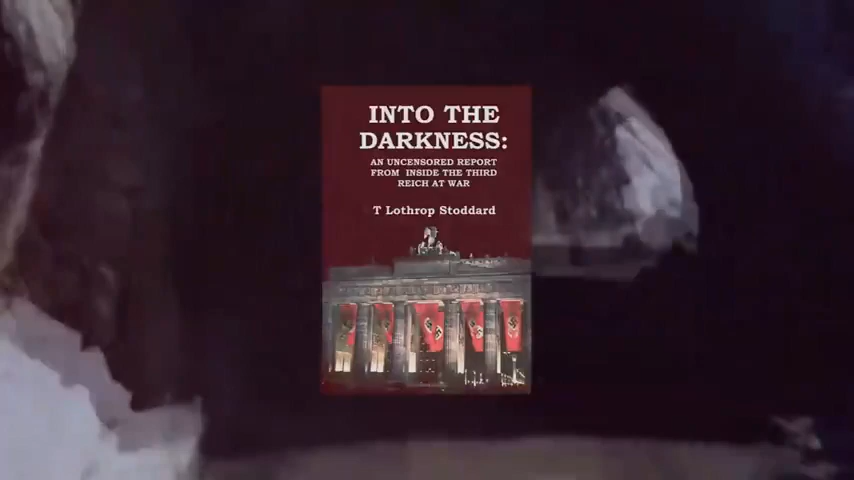 INTO THE
DARKNESS:
AN UNCENSORED REPORT
FROM INSIDE THE THIRD
REICH AT WAR
T Lothrop Stoddard